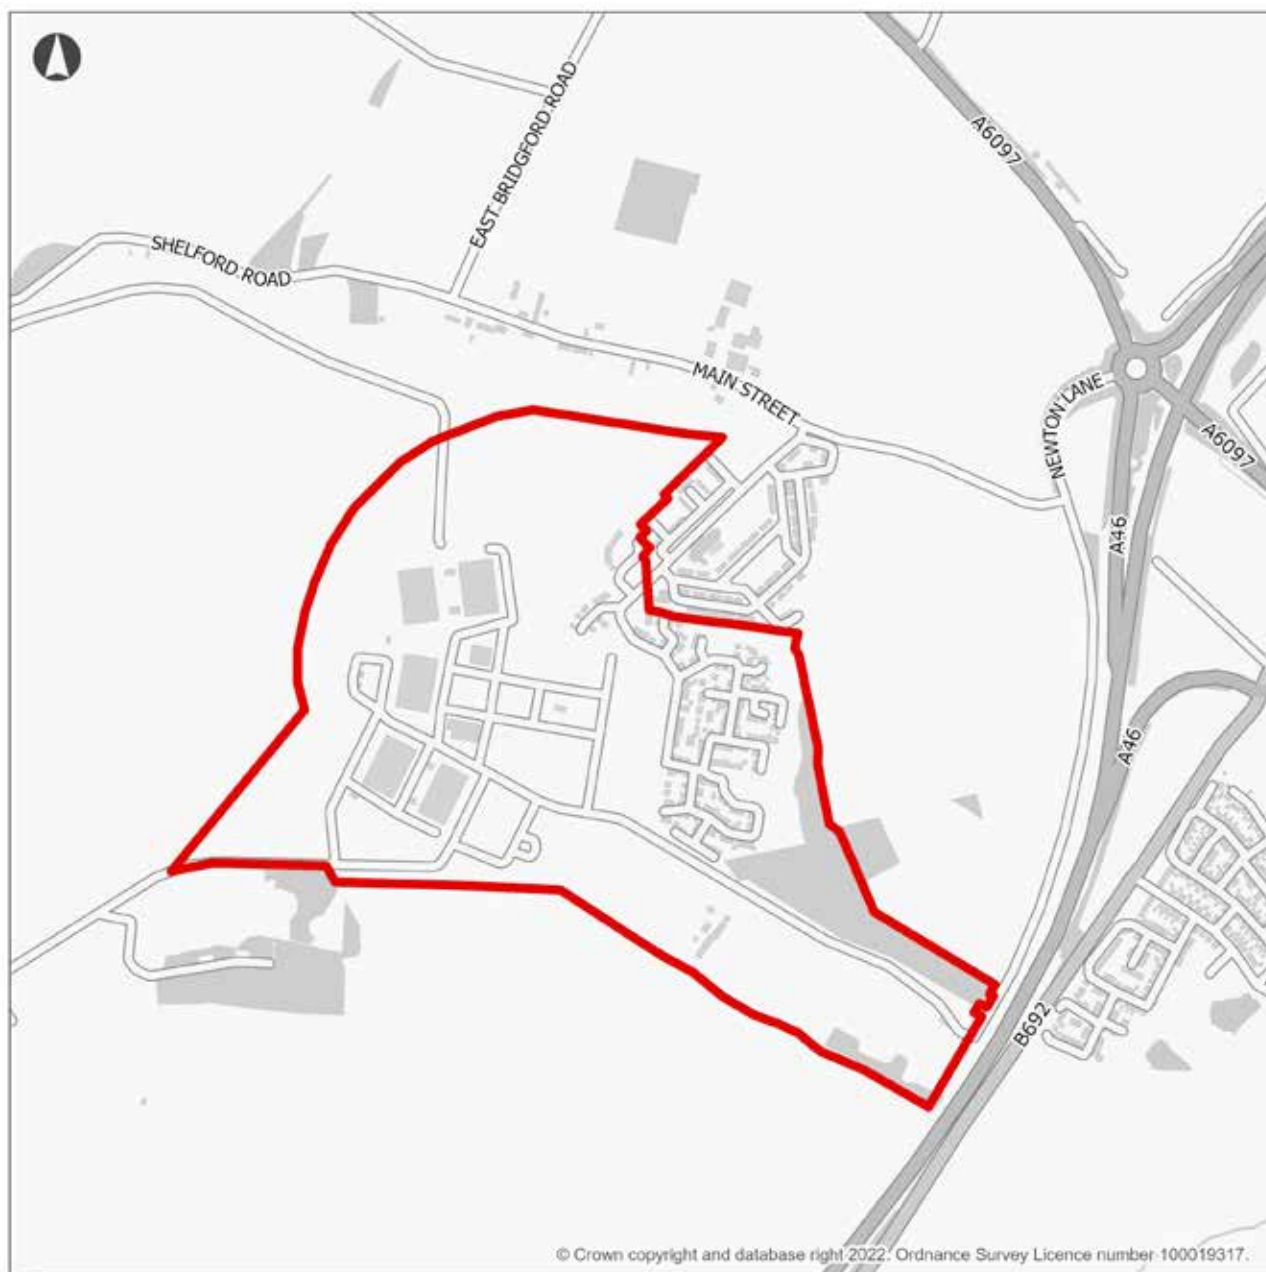 A6097
EAST BRIDGFORD ROAD
SHELFORD ROAD
MAIN STREET
NEWTON LANE
A6097
A46
A46
B692
© Crown copyright and database right 2022. Ordnance Survey Licence number 100019317.